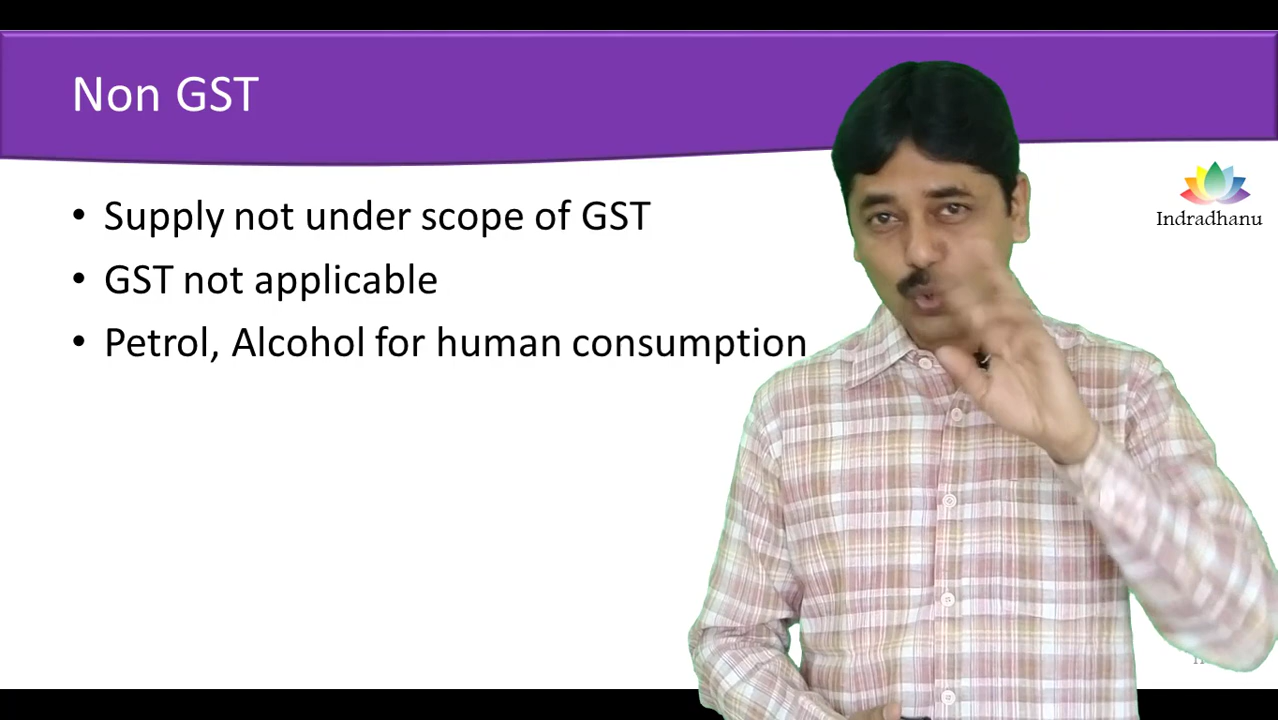 Non GST
• Supply not under scope of GST
• GST not applicable
• Petrol, Alcohol for human consumption
Indradhanu